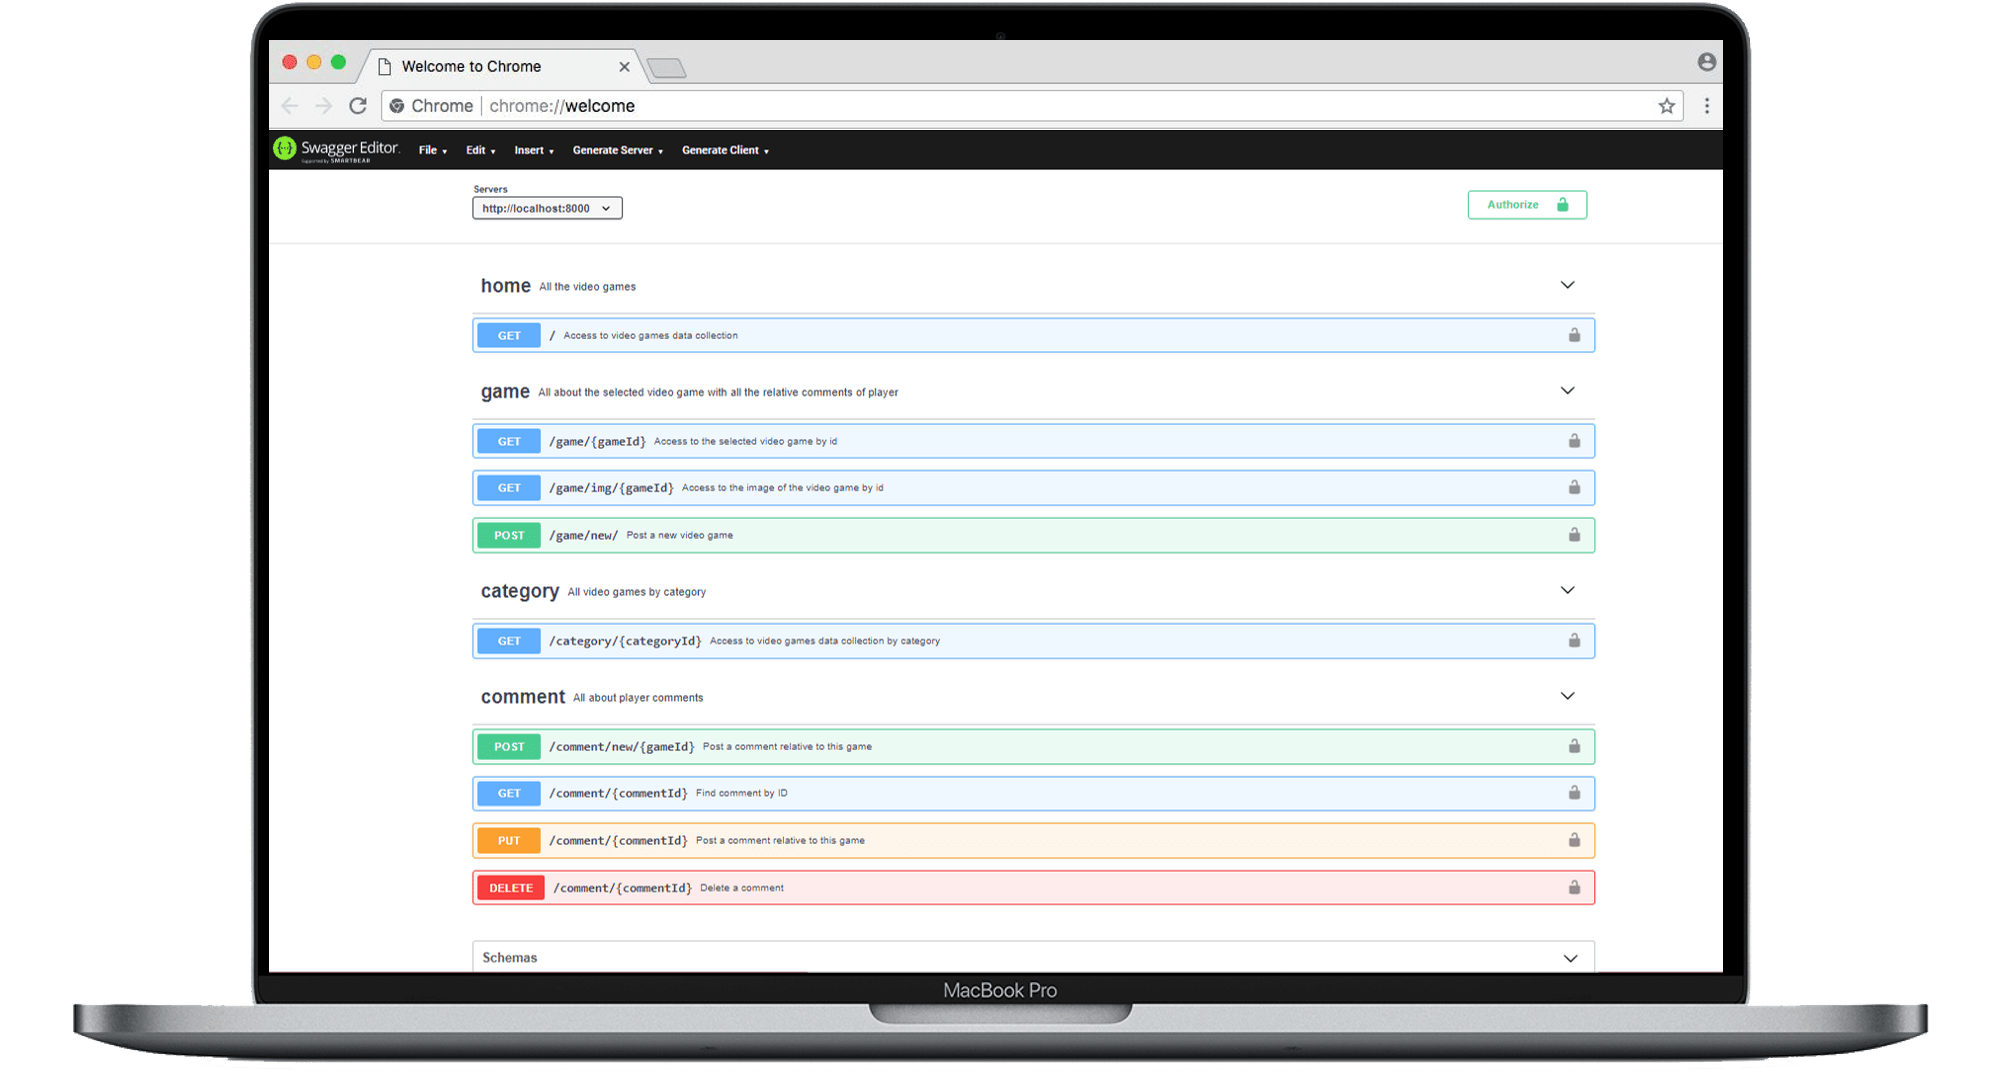 Welcome to Chrome
Chrome chrome://welcome
Swagger Editor.
Supported by SMARTBEAR
File Edit Insert Generate Server Generate Client
Servers
http://localhost:8000
Authorize
home All the video games
GET / Access to video games data collection
game All about the selected video game with all the relative comments of player
GET /game/{gameId} Access to the selected video game by id
GET /game/img/{gameId} Access to the image of the video game by id
POST /game/new/ Post a new video game
category All video games by category
GET /category/{categoryId} Access to video games data collection by category
comment All about player comments
POST /comment/new/{gameId} Post a comment relative to this game
GET /comment/{commentId} Find comment by ID
PUT /comment/{commentId} Post a comment relative to this game
DELETE /comment/{commentId} Delete a comment
Schemas
MacBook Pro